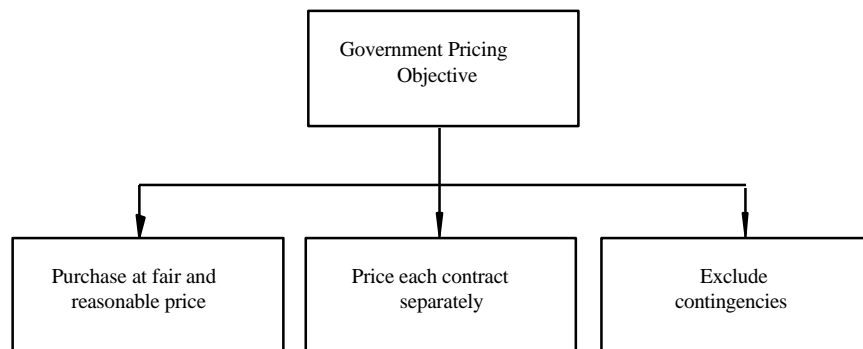 Government Pricing
Objective
Purchase at fair and
reasonable price
Price each contract
separately
Exclude
contingencies